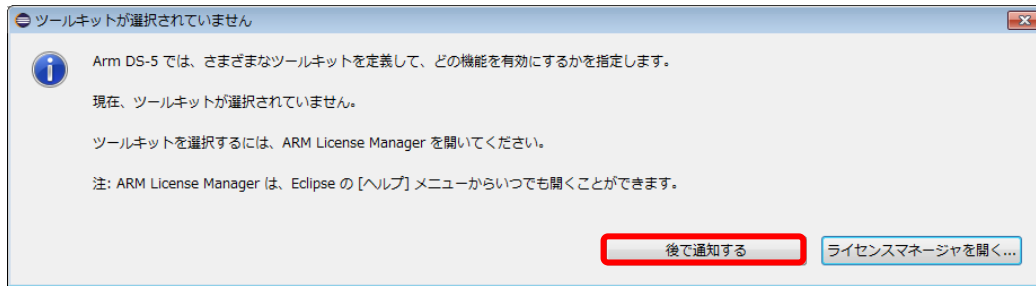 ツールキットが選択されていません
Arm DS-5 では、さまざまなツールキットを定義して、どの機能を有効にするかを指定します。
現在、ツールキットが選択されていません。
ツールキットを選択するには、ARM License Manager を開いてください。
注: ARM License Manager は、Eclipse の [ヘルプ] メニューからいつでも開くことができます。
後で通知する
ライセンスマネージャを開く...